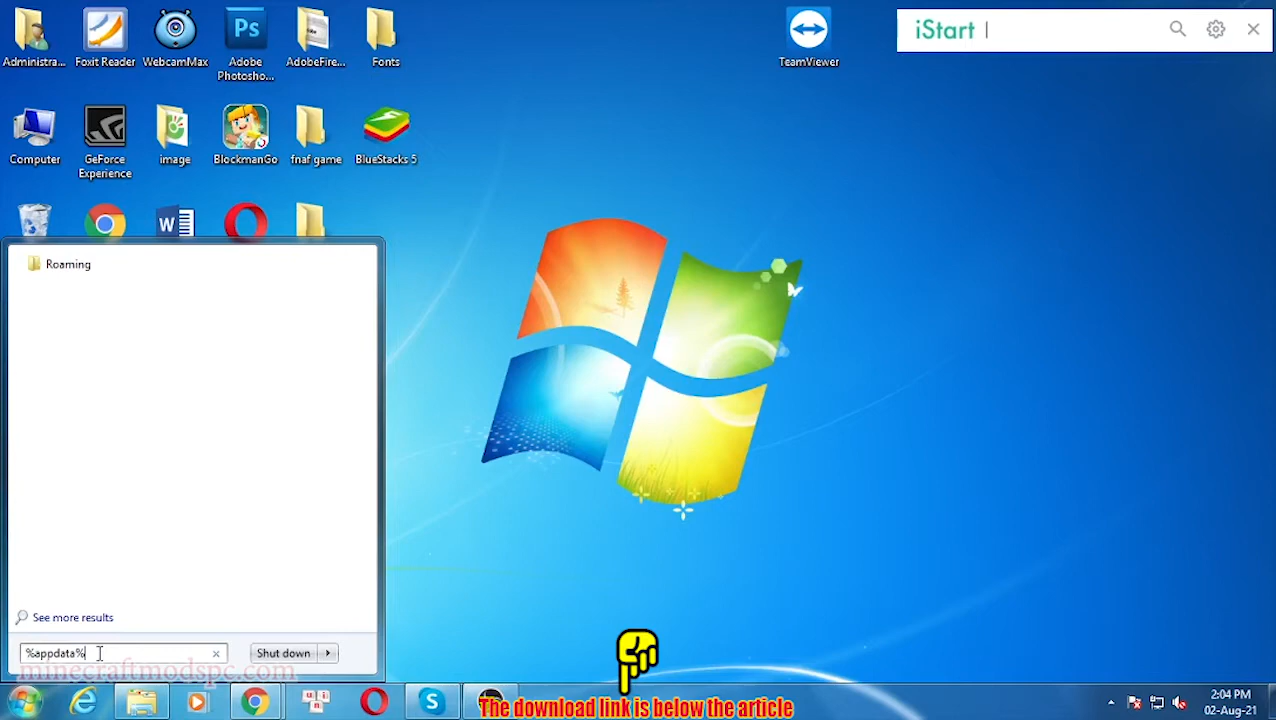 Administra...
Foxit Reader
WebcamMax
Adobe
Photosho...
AdobeFire...
Fonts
TeamViewer
iStart
Ps
Computer
GeForce
Experience
image
BlockmanGo
fnaf game
BlueStacks 5
W
Roaming
See more results
%appdata%
Shut down
minecraftmodspc.com
The download link is below the article
2:04 PM
02-Aug-21